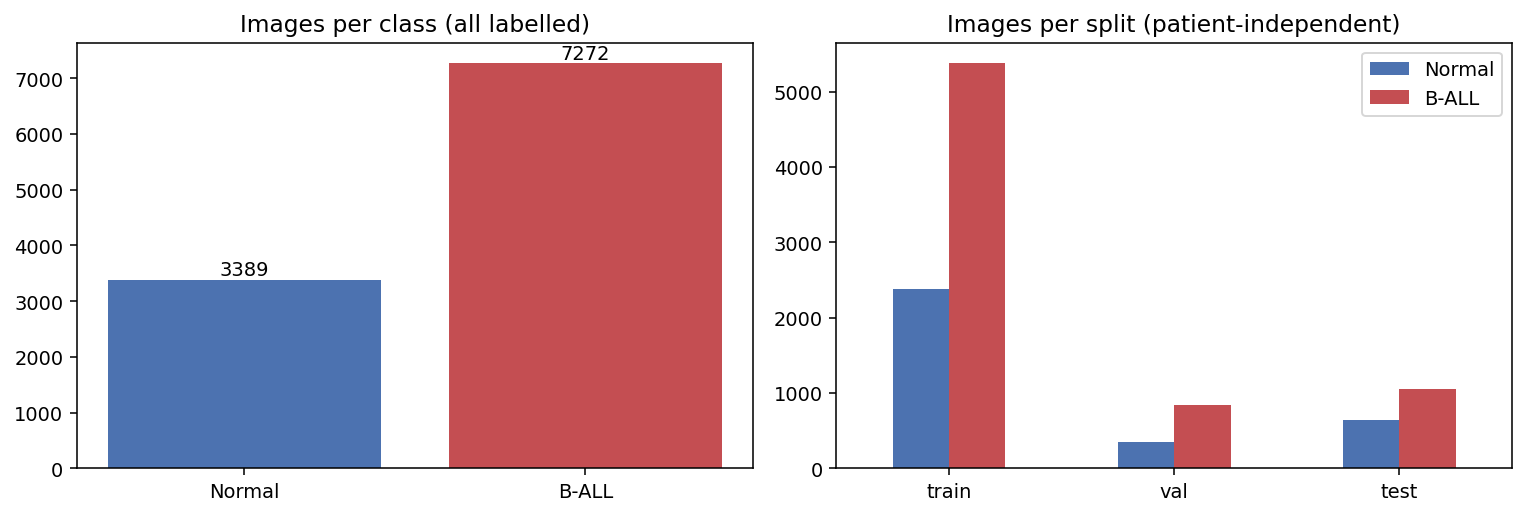 Images per class (all labelled)
7000
6000
5000
4000
3000
2000
1000
0
3389
7272
Normal
B-ALL
Images per split (patient-independent)
5000
4000
3000
2000
1000
0
Normal
B-ALL
train
val
test